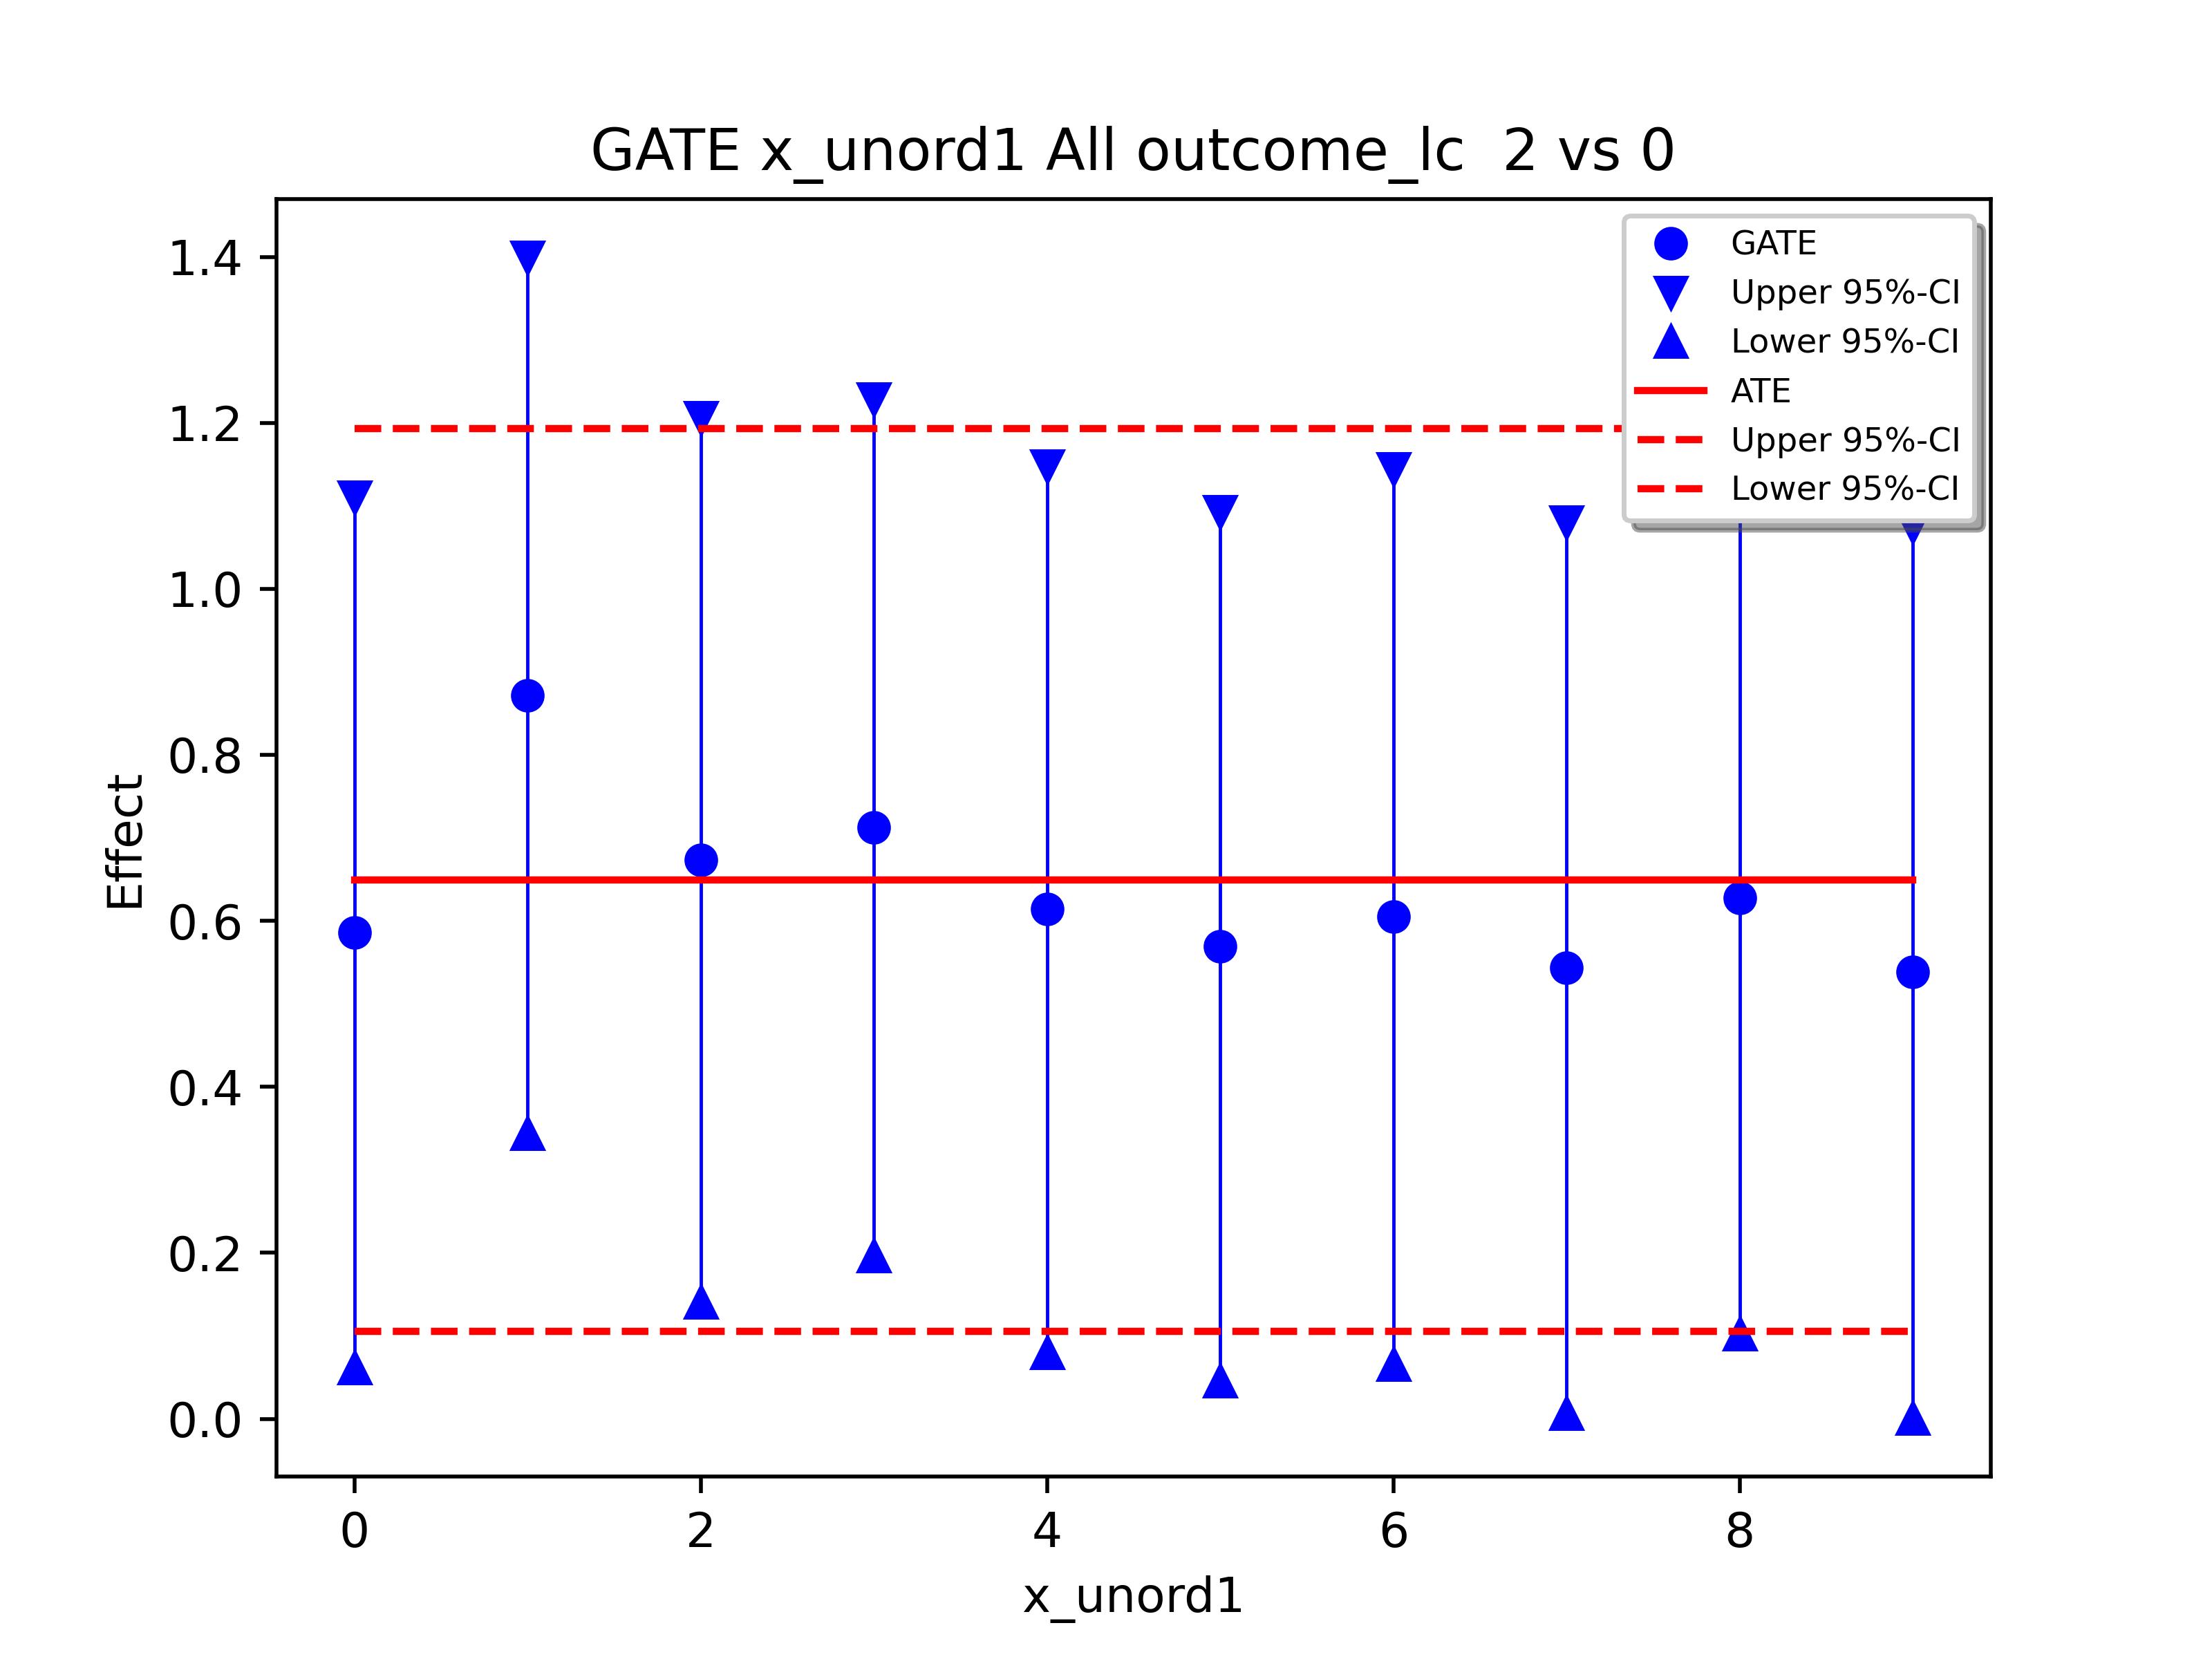 GATE x_unord1 All outcome_lc  2 vs 0
GATE
Upper 95%-CI
Lower 95%-CI
ATE
Upper 95%-CI
Lower 95%-CI
1.4
1.2
1.0
0.8
0.6
0.4
0.2
0.0
Effect
0 2 4 6 8
x_unord1